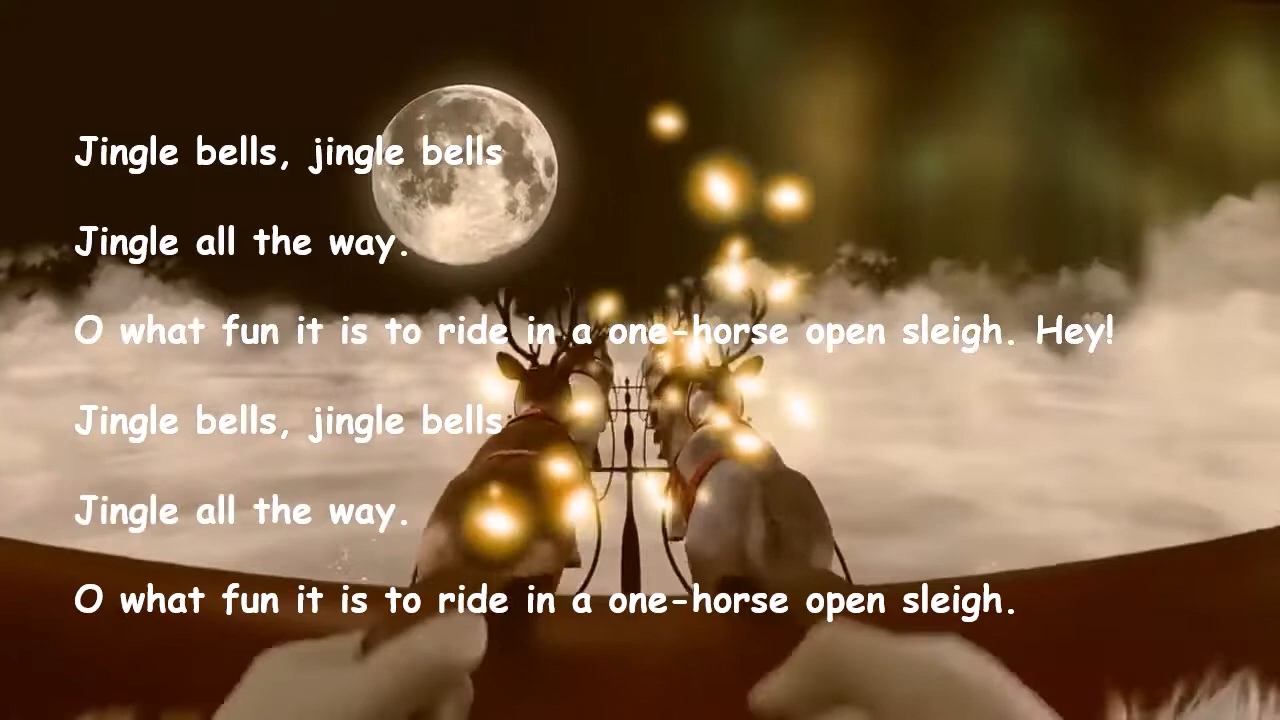 Jingle bells, jingle bells
Jingle all the way.
O what fun it is to ride in a one-horse open sleigh. Hey!
Jingle bells, jingle bells
Jingle all the way.
O what fun it is to ride in a one-horse open sleigh.